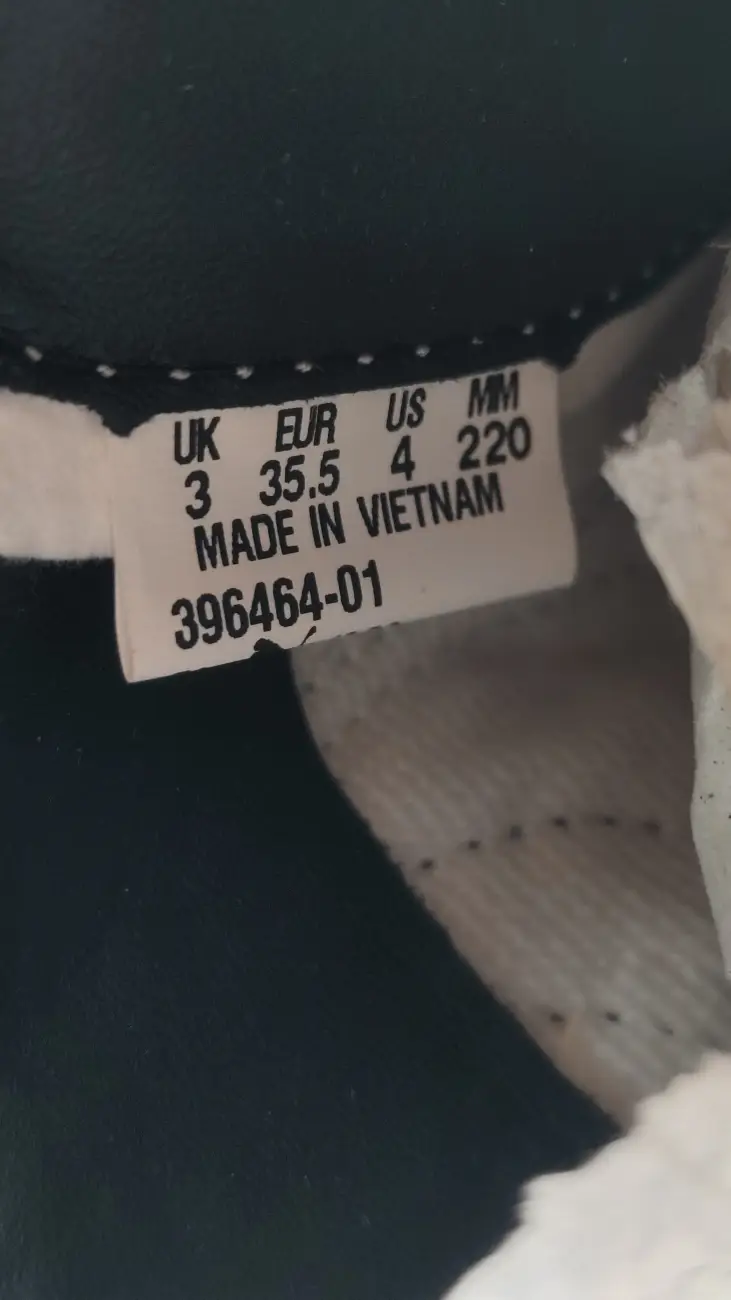 UK EUR US MM
3 35.5 4 220
MADE IN VIETNAM
396464-01